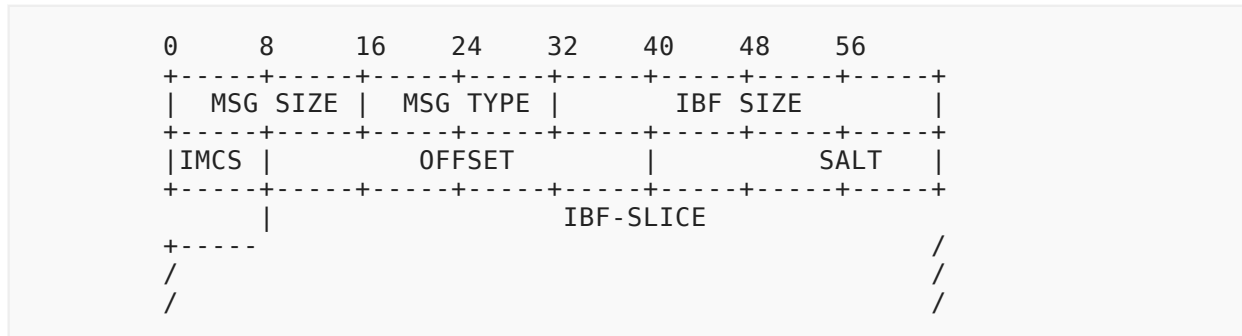 0     8     16    24    32    40    48    56
+-----+-----+-----+-----+-----+-----+-----+-----+
|  MSG SIZE |  MSG TYPE |       IBF SIZE        |
+-----+-----+-----+-----+-----+-----+-----+-----+
|IMCS |         OFFSET        |          SALT   |
+-----+-----+-----+-----+-----+-----+-----+-----+
      |                  IBF-SLICE
+-----                                          /
/                                               /
/                                               /